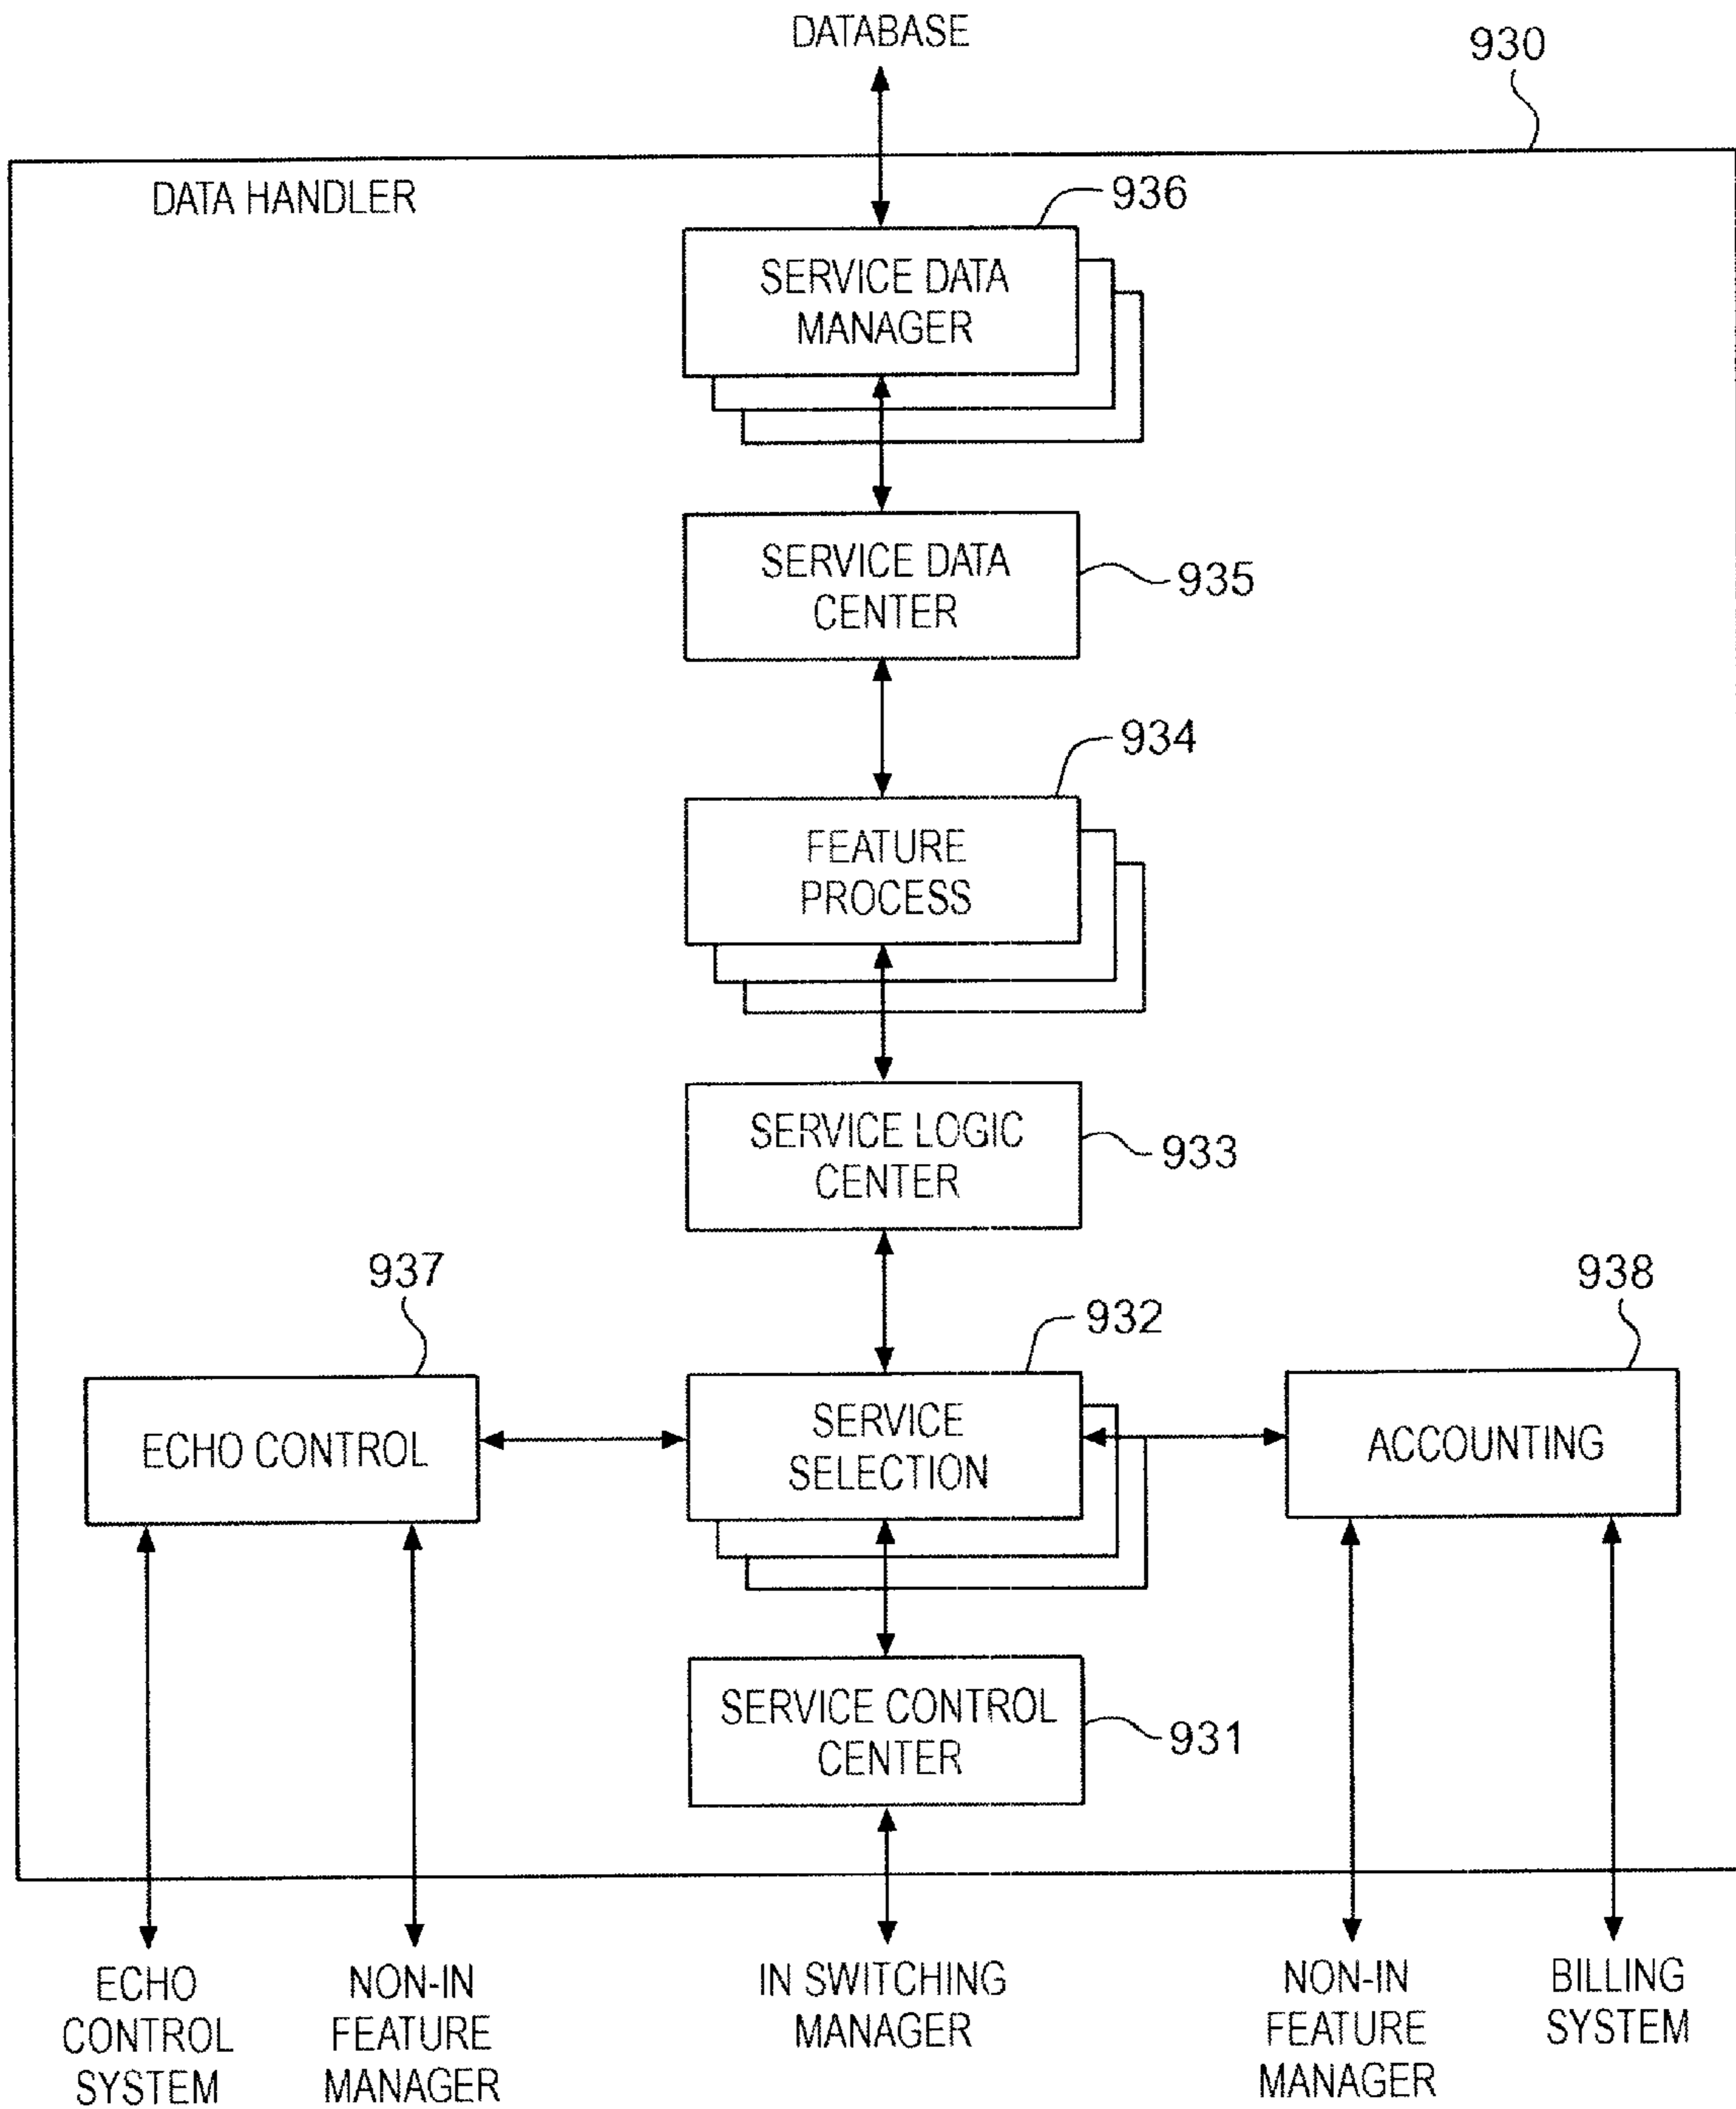 DATABASE
930
DATA HANDLER
936
SERVICE DATA
MANAGER
SERVICE DATA
CENTER
935
934
FEATURE
PROCESS
SERVICE LOGIC
CENTER
933
937
932
938
ECHO CONTROL
SERVICE
SELECTION
ACCOUNTING
SERVICE CONTROL
CENTER
931
ECHO
CONTROL
SYSTEM
NON-IN
FEATURE
MANAGER
IN SWITCHING
MANAGER
NON-IN
FEATURE
MANAGER
BILLING
SYSTEM